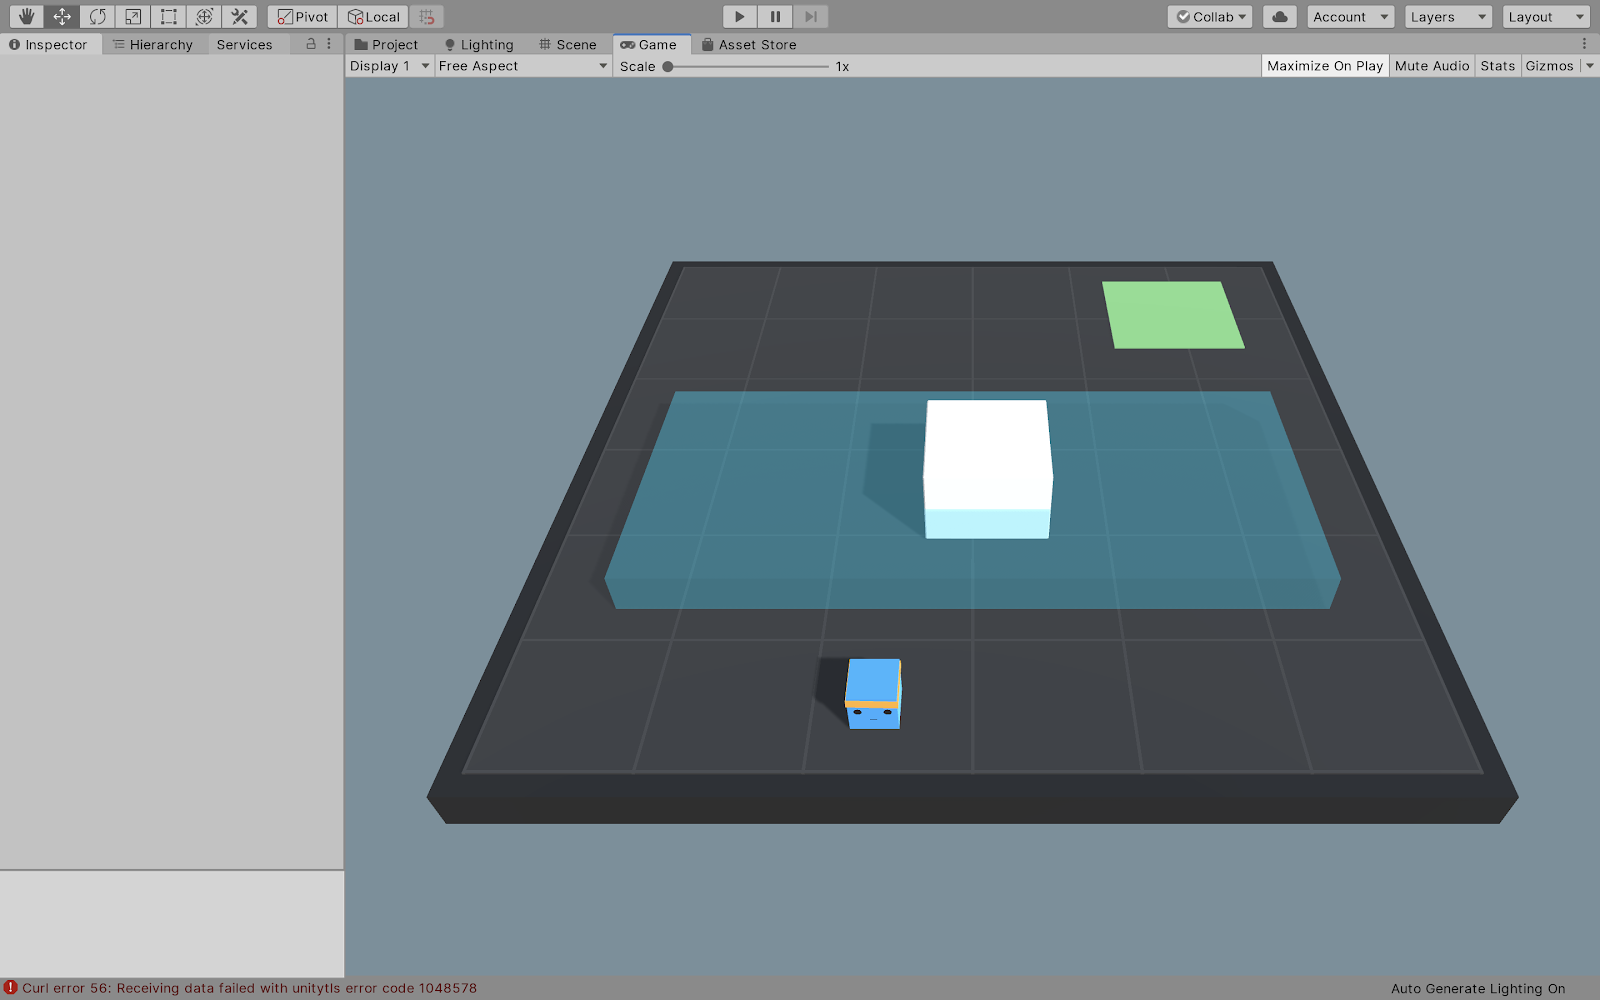 Pivot Local Collab Account Layers Layout
Inspector Hierarchy Services Project Lighting Scene Game Asset Store
Display 1 Free Aspect Scale 1x Maximize On Play Mute Audio Stats Gizmos
Curl error 56: Receiving data failed with unitytls error code 1048578 Auto Generate Lighting On